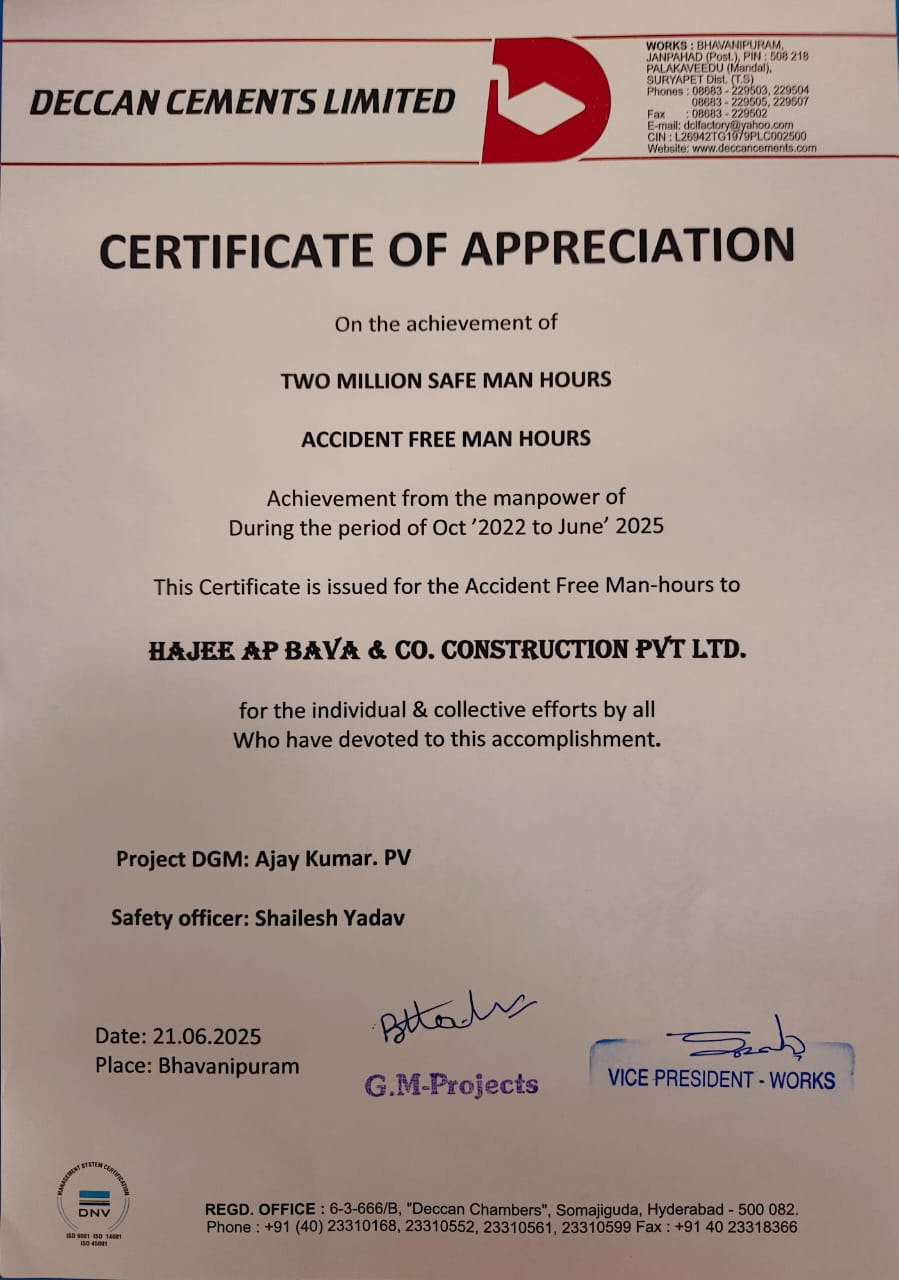 DECCAN CEMENTS LIMITED
WORKS : BHAVANIPURAM,
JANPAHAD (Post.), PIN : 508 218
PALAKAVEEDU (Mandal),
SURYAPET Dist. (T.S)
Phones : 08683 - 229503, 229504
08683 - 229505, 229507
Fax : 08683 - 229502
E-mail: dclfactory@yahoo.com
CIN : L26942TG1979PLC002500
Website: www.deccancements.com
CERTIFICATE OF APPRECIATION
On the achievement of
TWO MILLION SAFE MAN HOURS
ACCIDENT FREE MAN HOURS
Achievement from the manpower of
During the period of Oct ’2022 to June’ 2025
This Certificate is issued for the Accident Free Man-hours to
HAJEE AP BAVA & CO. CONSTRUCTION PVT LTD.
for the individual & collective efforts by all
Who have devoted to this accomplishment.
Project DGM: Ajay Kumar. PV
Safety officer: Shailesh Yadav
Date: 21.06.2025
Place: Bhavanipuram
G.M-Projects
VICE PRESIDENT - WORKS
MANAGEMENT SYSTEM CERTIFICATION
DNV
ISO 9001 ISO 14001
ISO 45001
REGD. OFFICE : 6-3-666/B, "Deccan Chambers", Somajiguda, Hyderabad - 500 082.
Phone : +91 (40) 23310168, 23310552, 23310561, 23310599 Fax : +91 40 23318366